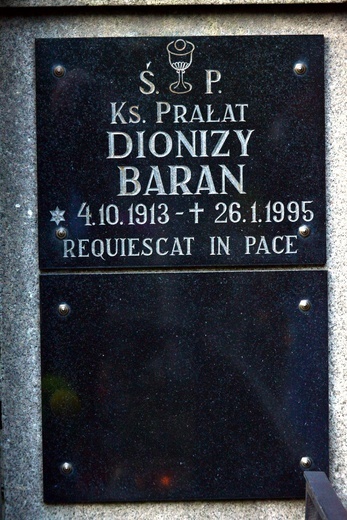 Ś. P.
Ks. Prałat
DIONIZY
BARAN
* 4.10.1913 - † 26.1.1995
REQUIESCAT IN PACE